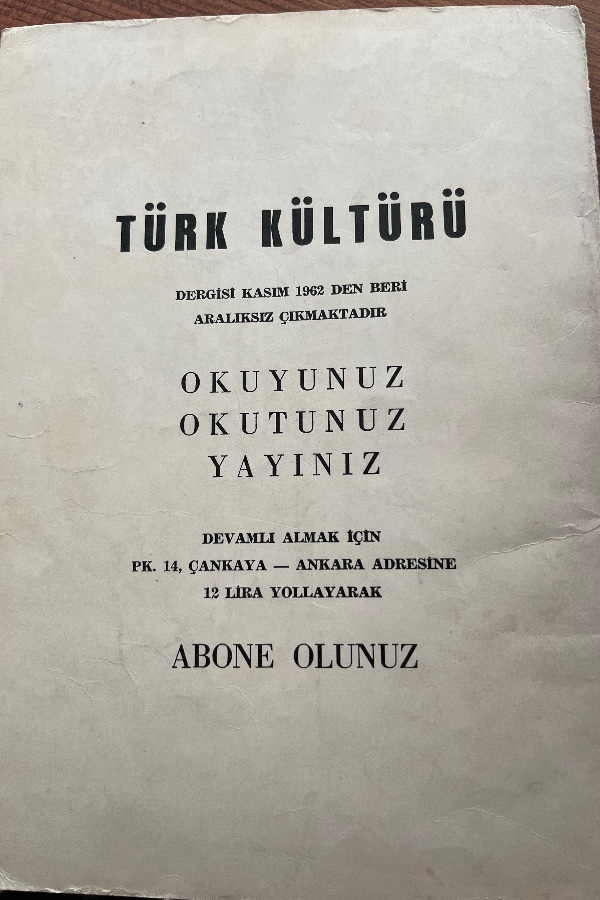 TÜRK KÜLTÜRÜ
DERGİSİ KASIM 1962 DEN BERİ
ARALIKSIZ ÇIKMAKTADIR
OKUYUNUZ
OKUTUNUZ
YAYINIZ
DEVAMLI ALMAK İÇİN
PK. 14, ÇANKAYA — ANKARA ADRESİNE
12 LİRA YOLLAYARAK
ABONE OLUNUZ